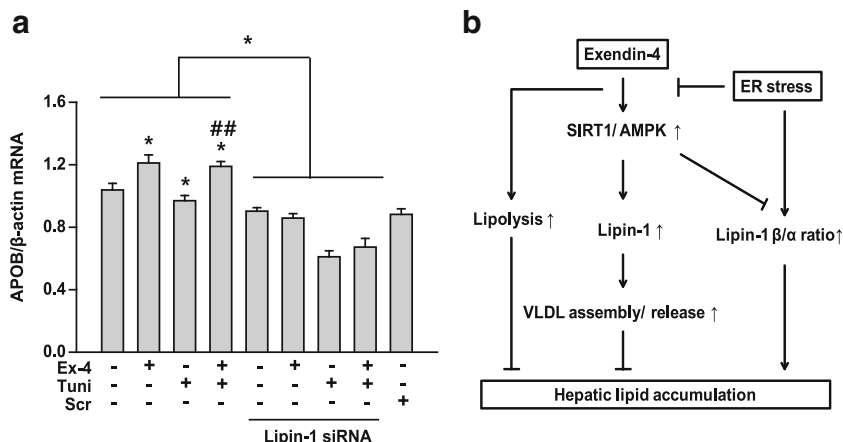 a
*
1.6
1.2
0.8
0.4
0.0
APOB/β-actin mRNA
*
*
##
*
Ex-4 - + - + - + - + -
Tuni - - + + - - + + -
Scr - - - - - - - - +
Lipin-1 siRNA
b
Exendin-4
ER stress
SIRT1/ AMPK ↑
Lipolysis ↑
Lipin-1 ↑
Lipin-1 β/α ratio↑
VLDL assembly/ release ↑
Hepatic lipid accumulation